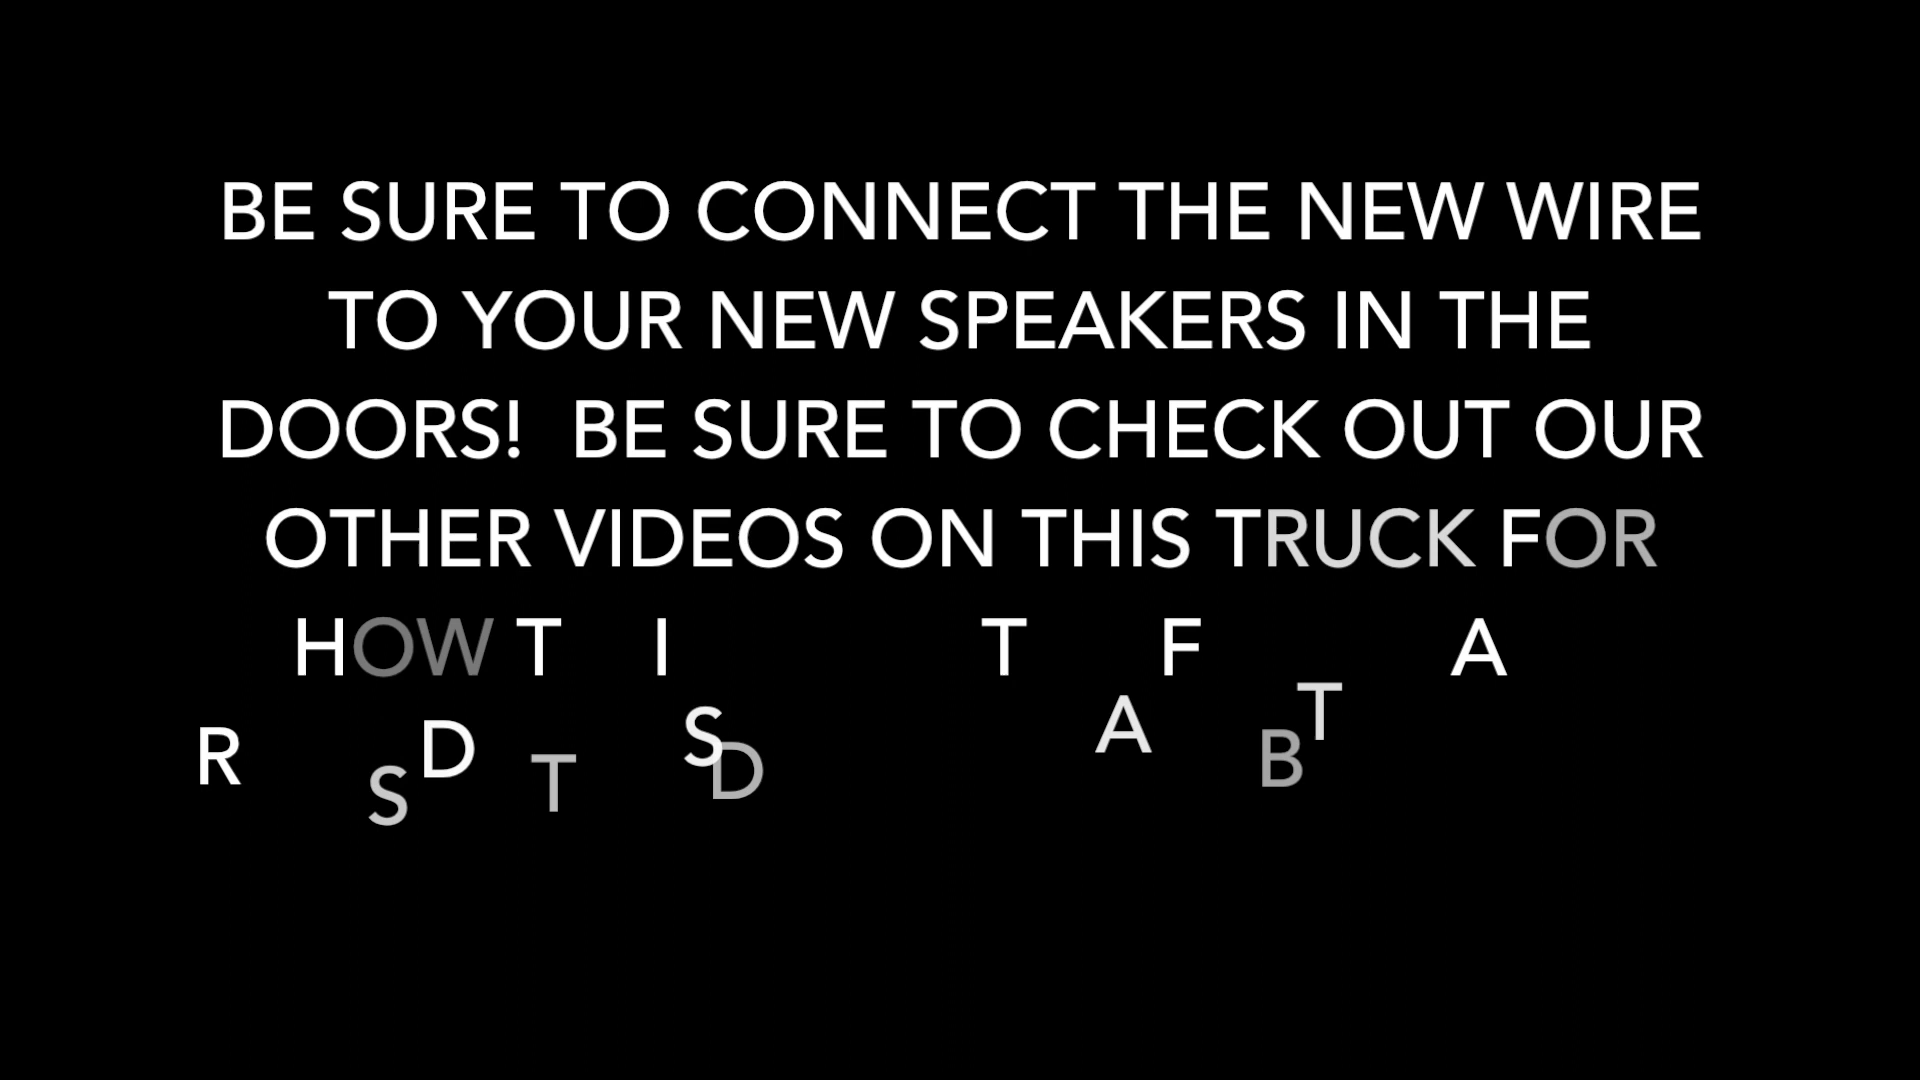 BE SURE TO CONNECT THE NEW WIRE
TO YOUR NEW SPEAKERS IN THE
DOORS! BE SURE TO CHECK OUT OUR
OTHER VIDEOS ON THIS TRUCK FOR
HOW T I T F A
R S D T S D A B T